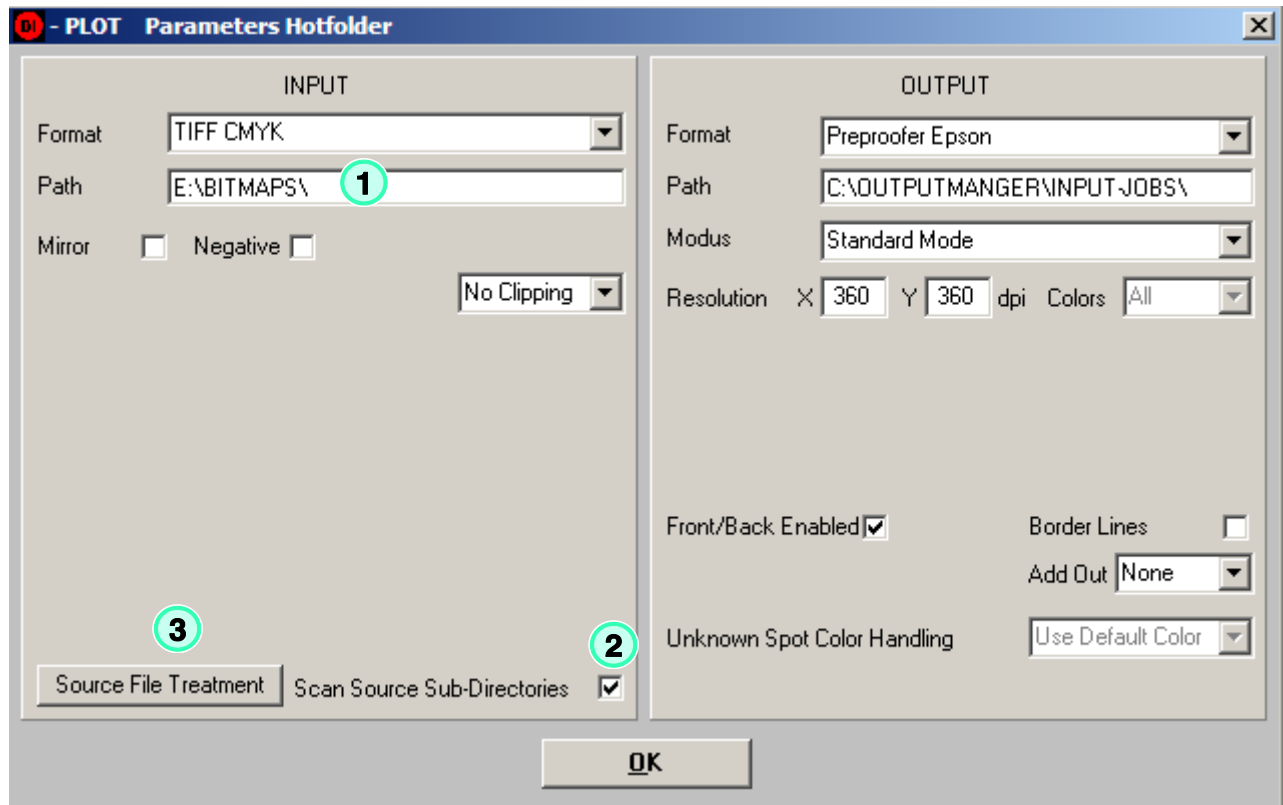 DI - PLOT Parameters Hotfolder
INPUT
Format TIFF CMYK
Path E:\BITMAPS\ 1
Mirror Negative
No Clipping
3
2
Source File Treatment Scan Source Sub-Directories
OUTPUT
Format Preproofer Epson
Path C:\OUTPUTMANGER\INPUT-JOBS\
Modus Standard Mode
Resolution X 360 Y 360 dpi Colors All
Front/Back Enabled Border Lines
Add Out None
Unknown Spot Color Handling Use Default Color
OK